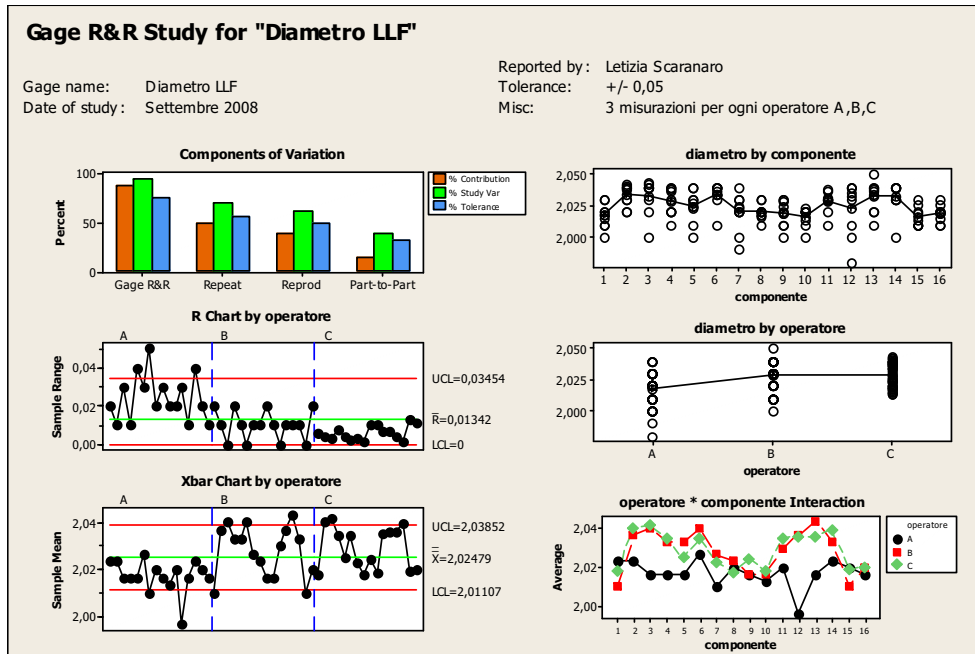 Gage R&R Study for "Diametro LLF"
Gage name: Diametro LLF
Date of study: Settembre 2008
Reported by: Letizia Scaranaro
Tolerance: +/- 0,05
Misc: 3 misurazioni per ogni operatore A,B,C
Components of Variation
Percent
100
50
0
Gage R&R Repeat Reprod Part-to-Part
% Contribution
% Study Var
% Tolerance
diametro by componente
2,050
2,025
2,000
1 2 3 4 5 6 7 8 9 10 11 12 13 14 15 16
componente
R Chart by operatore
A B C
Sample Range
0,04
0,02
0,00
UCL=0,03454
R=0,01342
LCL=0
diametro by operatore
2,050
2,025
2,000
A B C
operatore
Xbar Chart by operatore
A B C
Sample Mean
2,04
2,02
2,00
UCL=2,03852
X=2,02479
LCL=2,01107
operatore * componente Interaction
Average
2,04
2,02
2,00
1 2 3 4 5 6 7 8 9 10 11 12 13 14 15 16
componente
operatore
A
B
C